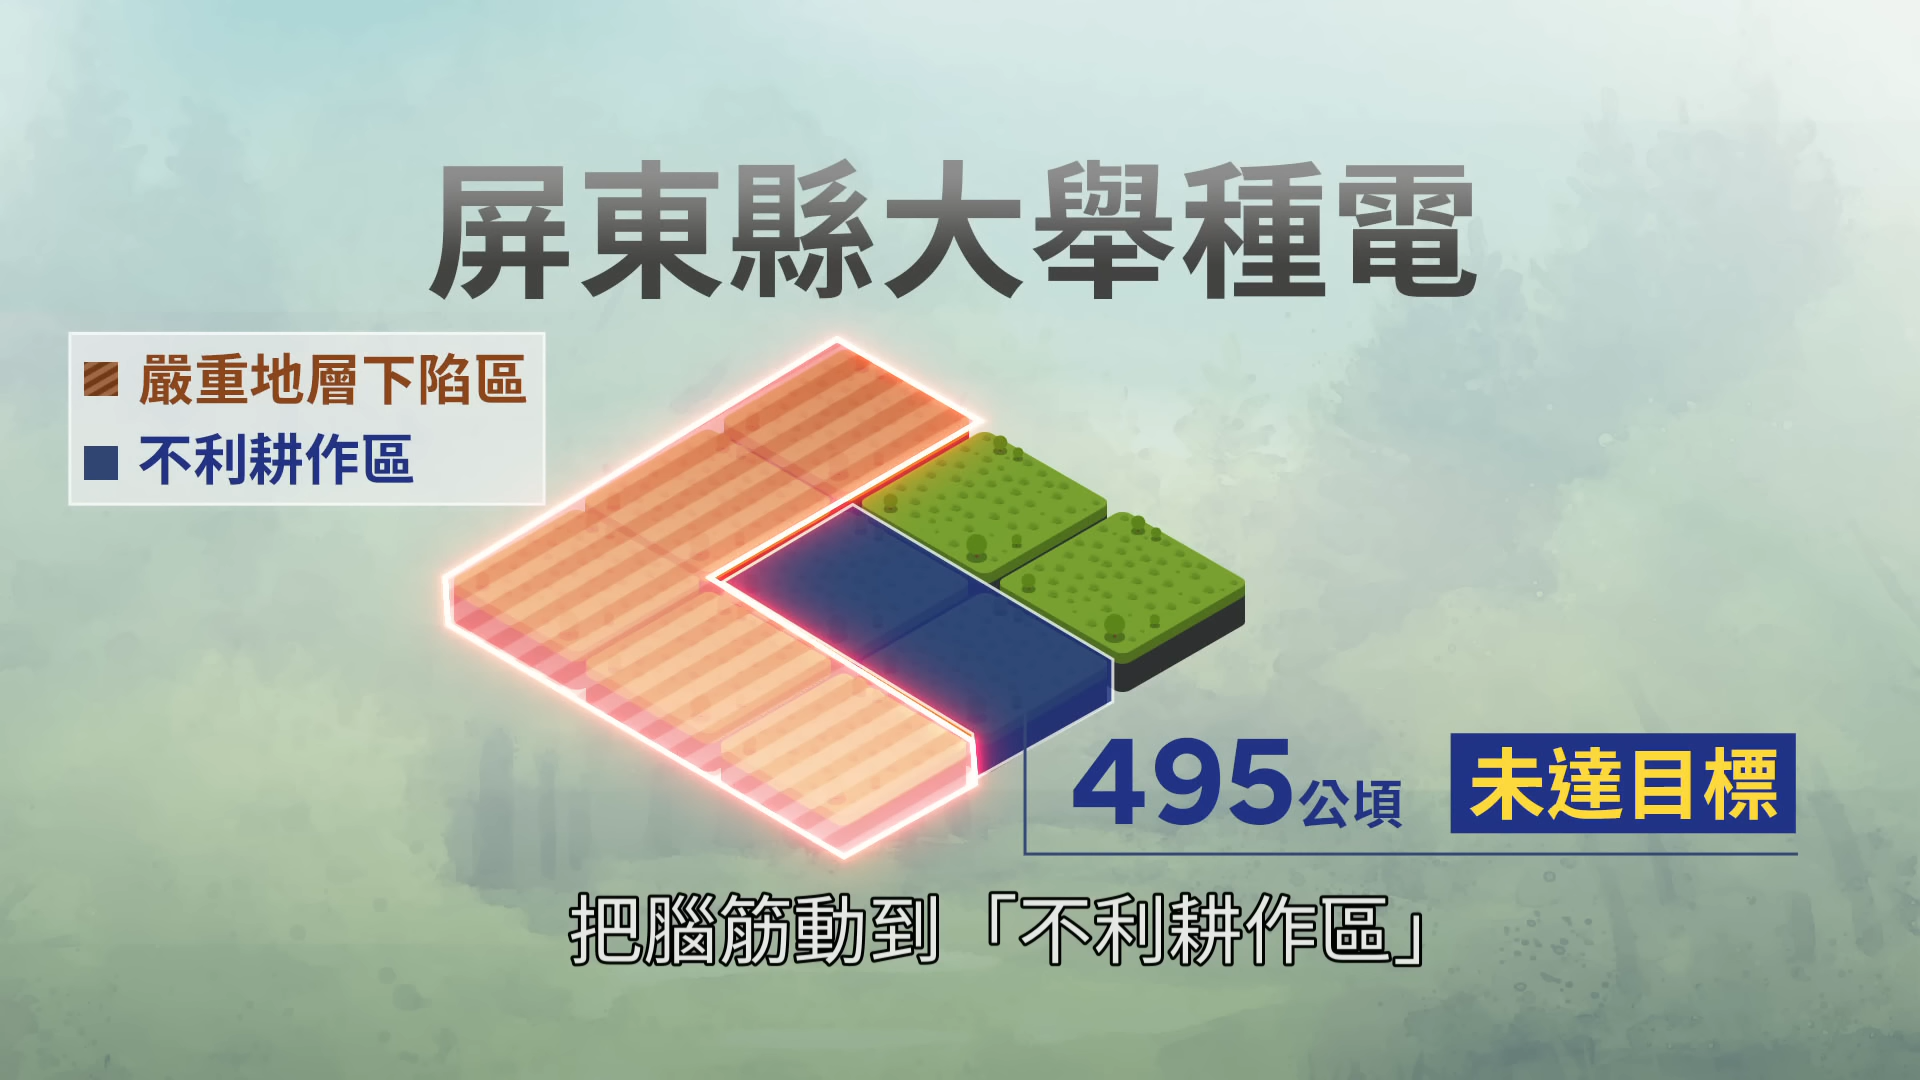 屏東縣大舉種電
嚴重地層下陷區
不利耕作區
495公頃 未達目標
把腦筋動到「不利耕作區」